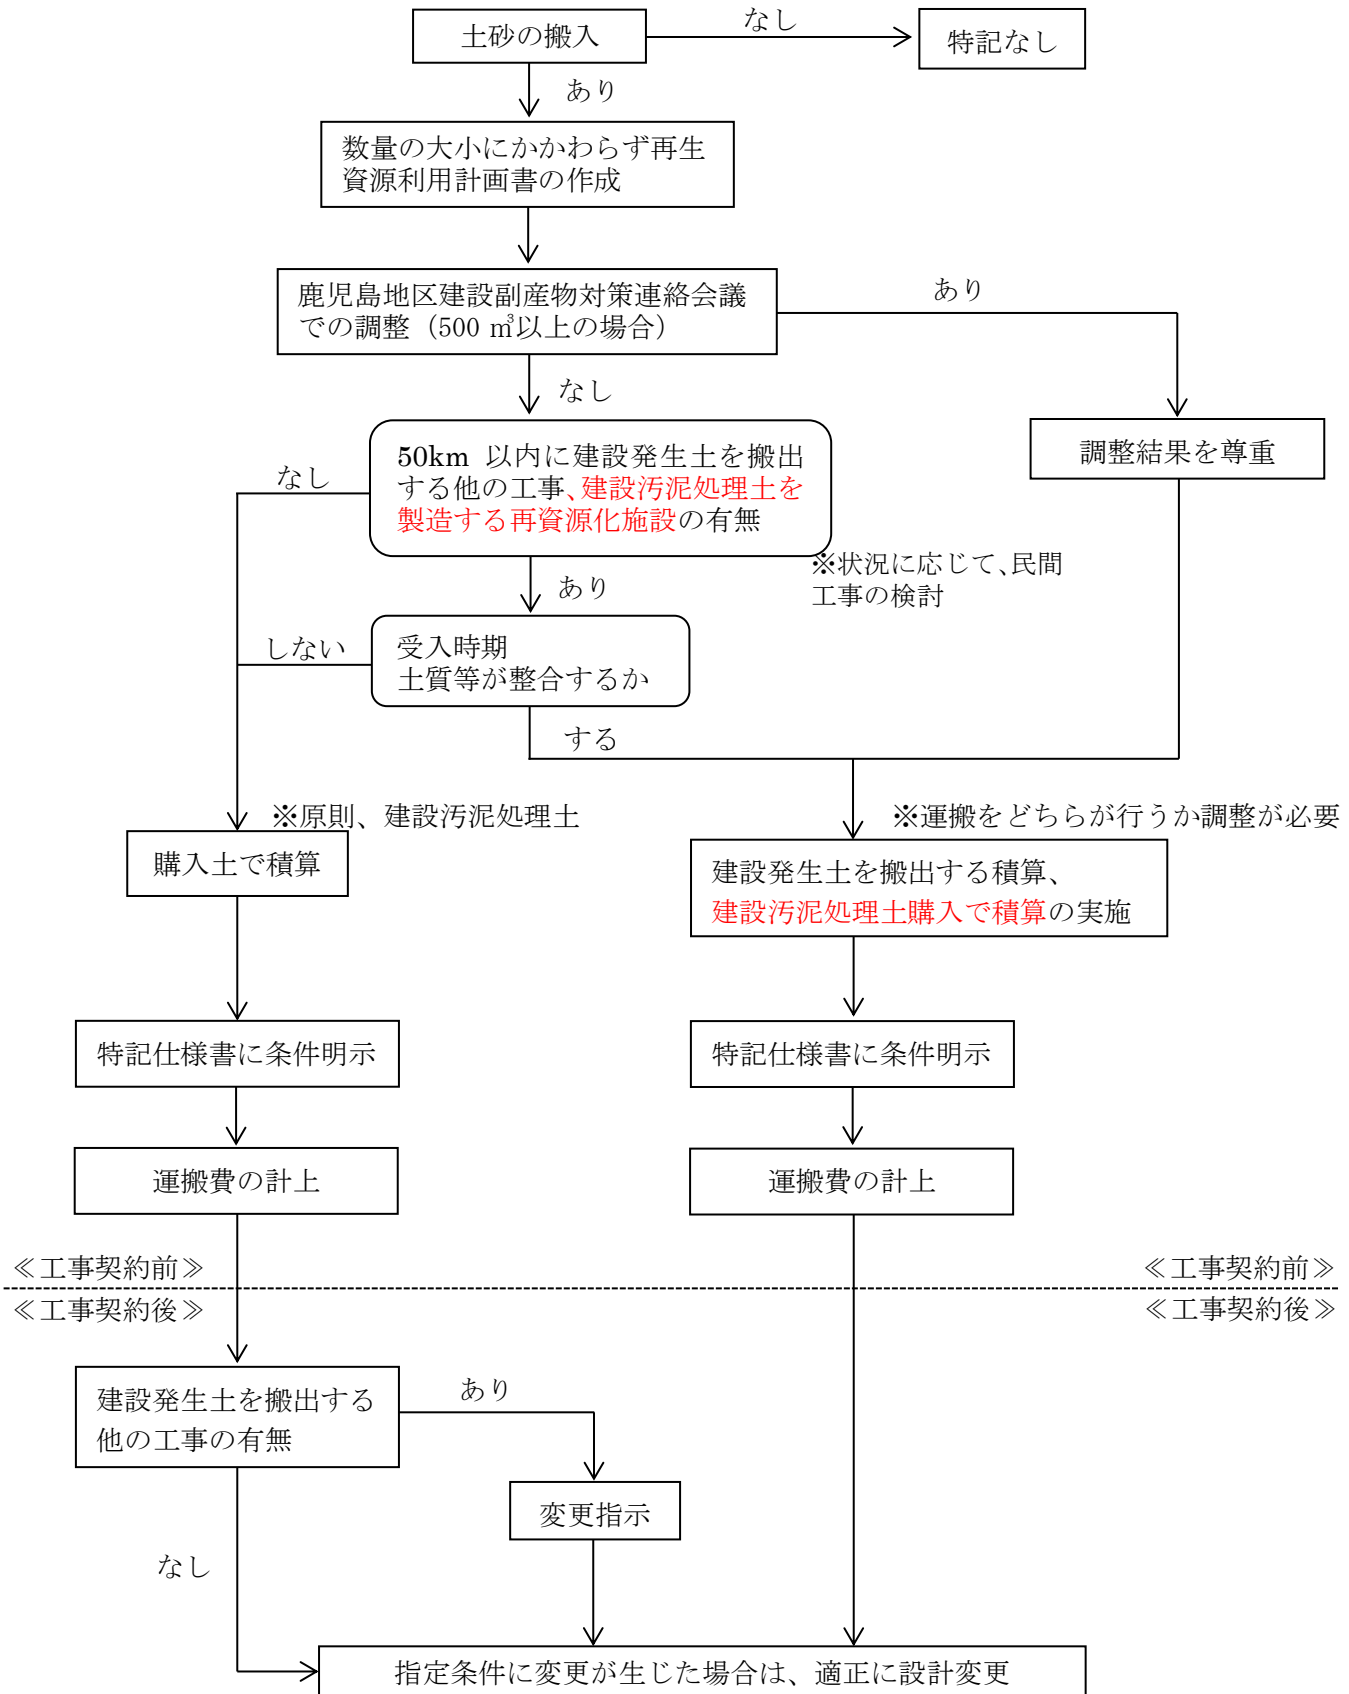 土砂の搬入
なし
特記なし
あり
数量の大小にかかわらず再生
資源利用計画書の作成
鹿児島地区建設副産物対策連絡会議
での調整（500 ㎥以上の場合）
あり
なし
調整結果を尊重
50km 以内に建設発生土を搬出
する他の工事、建設汚泥処理土を
製造する再資源化施設の有無
なし
※状況に応じて、民間
工事の検討
あり
受入時期
土質等が整合するか
しない
する
※原則、建設汚泥処理土
※運搬をどちらが行うか調整が必要
購入土で積算
建設発生土を搬出する積算、
建設汚泥処理土購入で積算の実施
特記仕様書に条件明示
特記仕様書に条件明示
運搬費の計上
運搬費の計上
≪工事契約前≫
≪工事契約前≫
≪工事契約後≫
≪工事契約後≫
建設発生土を搬出する
他の工事の有無
あり
変更指示
なし
指定条件に変更が生じた場合は、適正に設計変更